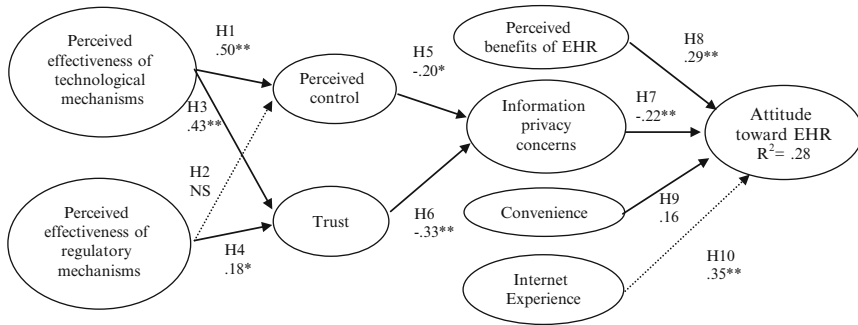 Perceived
effectiveness of
technological
mechanisms
H1
.50**
H3
.43**
H2
NS
Perceived
effectiveness of
regulatory
mechanisms
H4
.18*
Perceived
control
Trust
H5
-.20*
H6
-.33**
Perceived
benefits of EHR
Information
privacy
concerns
Convenience
Internet
Experience
H8
.29**
H7
-.22**
H9
.16
H10
.35**
Attitude
toward EHR
R²= .28